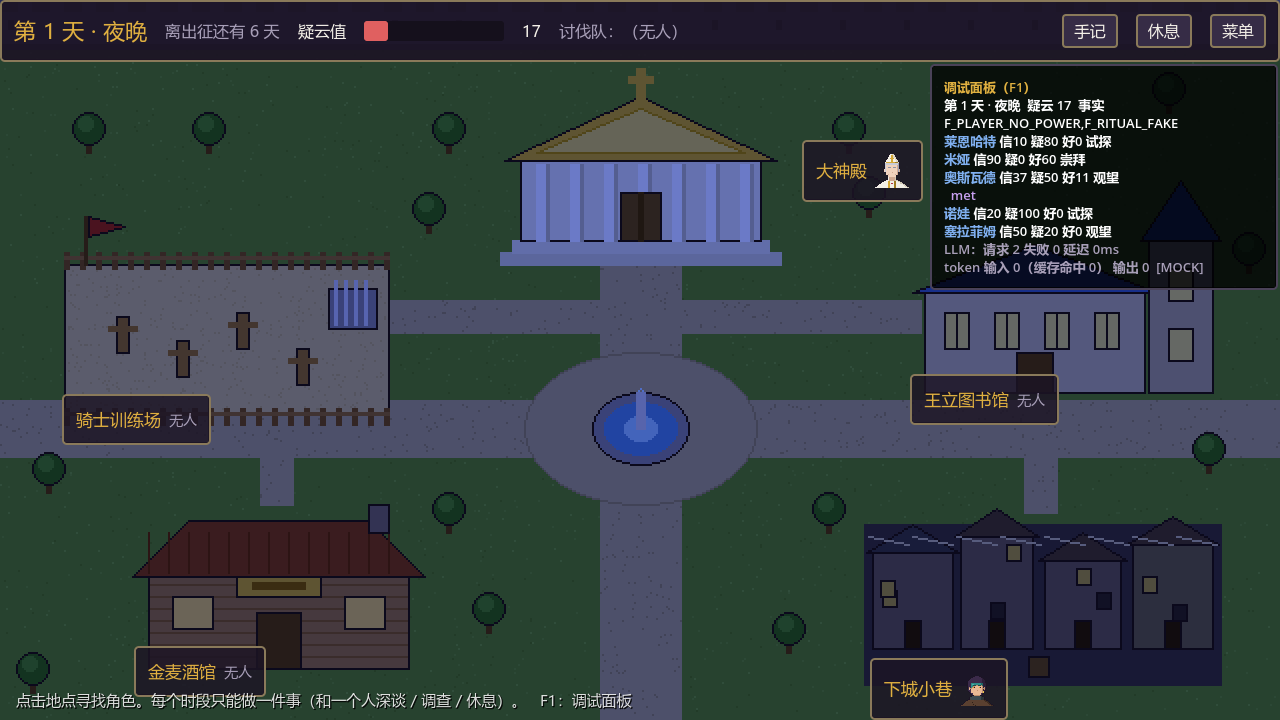 第 1 天 · 夜晚 离出征还有 6 天 疑云值 17 讨伐队：（无人） 手记 休息 菜单
调试面板（F1）
第 1 天 · 夜晚 疑云 17 事实
F_PLAYER_NO_POWER,F_RITUAL_FAKE
莱恩哈特 信10 疑80 好0 试探
米娅 信90 疑0 好60 崇拜
奥斯瓦德 信37 疑50 好11 观望
met
诺娃 信20 疑100 好0 试探
塞拉菲姆 信50 疑20 好0 观望
LLM：请求 2 失败 0 延迟 0ms
token 输入 0（缓存命中 0） 输出 0 [MOCK]
大神殿
王立图书馆 无人
骑士训练场 无人
金麦酒馆 无人
下城小巷
点击地点寻找角色。每个时段只能做一件事（和一个人深谈 / 调查 / 休息）。 F1：调试面板